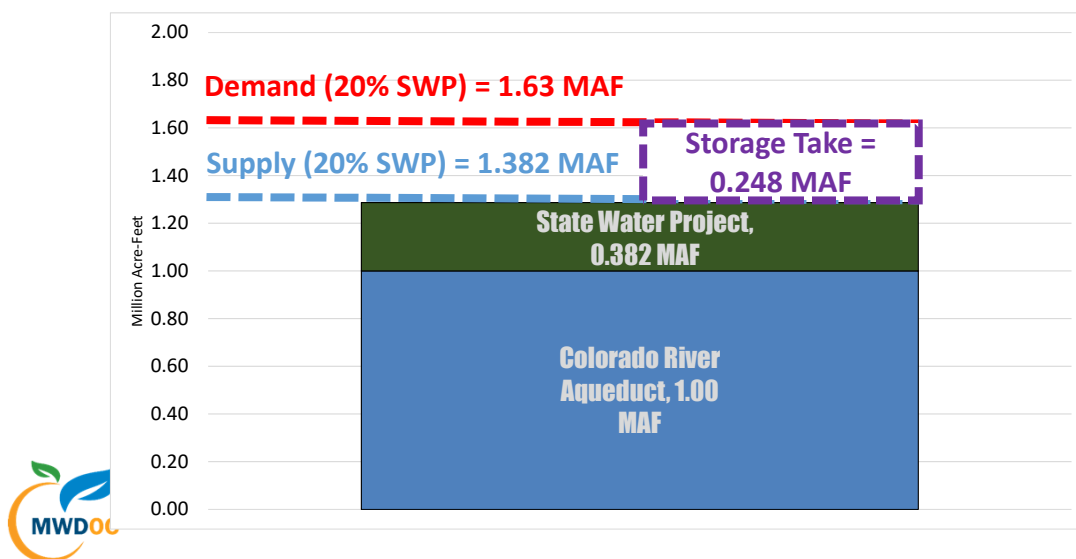 2.00
1.80
Demand (20% SWP) = 1.63 MAF
1.60
Storage Take =
0.248 MAF
Supply (20% SWP) = 1.382 MAF
1.40
1.20
State Water Project,
0.382 MAF
1.00
Million Acre-Feet
0.80
Colorado River
Aqueduct, 1.00
MAF
0.60
0.40
0.20
0.00
MWDOC